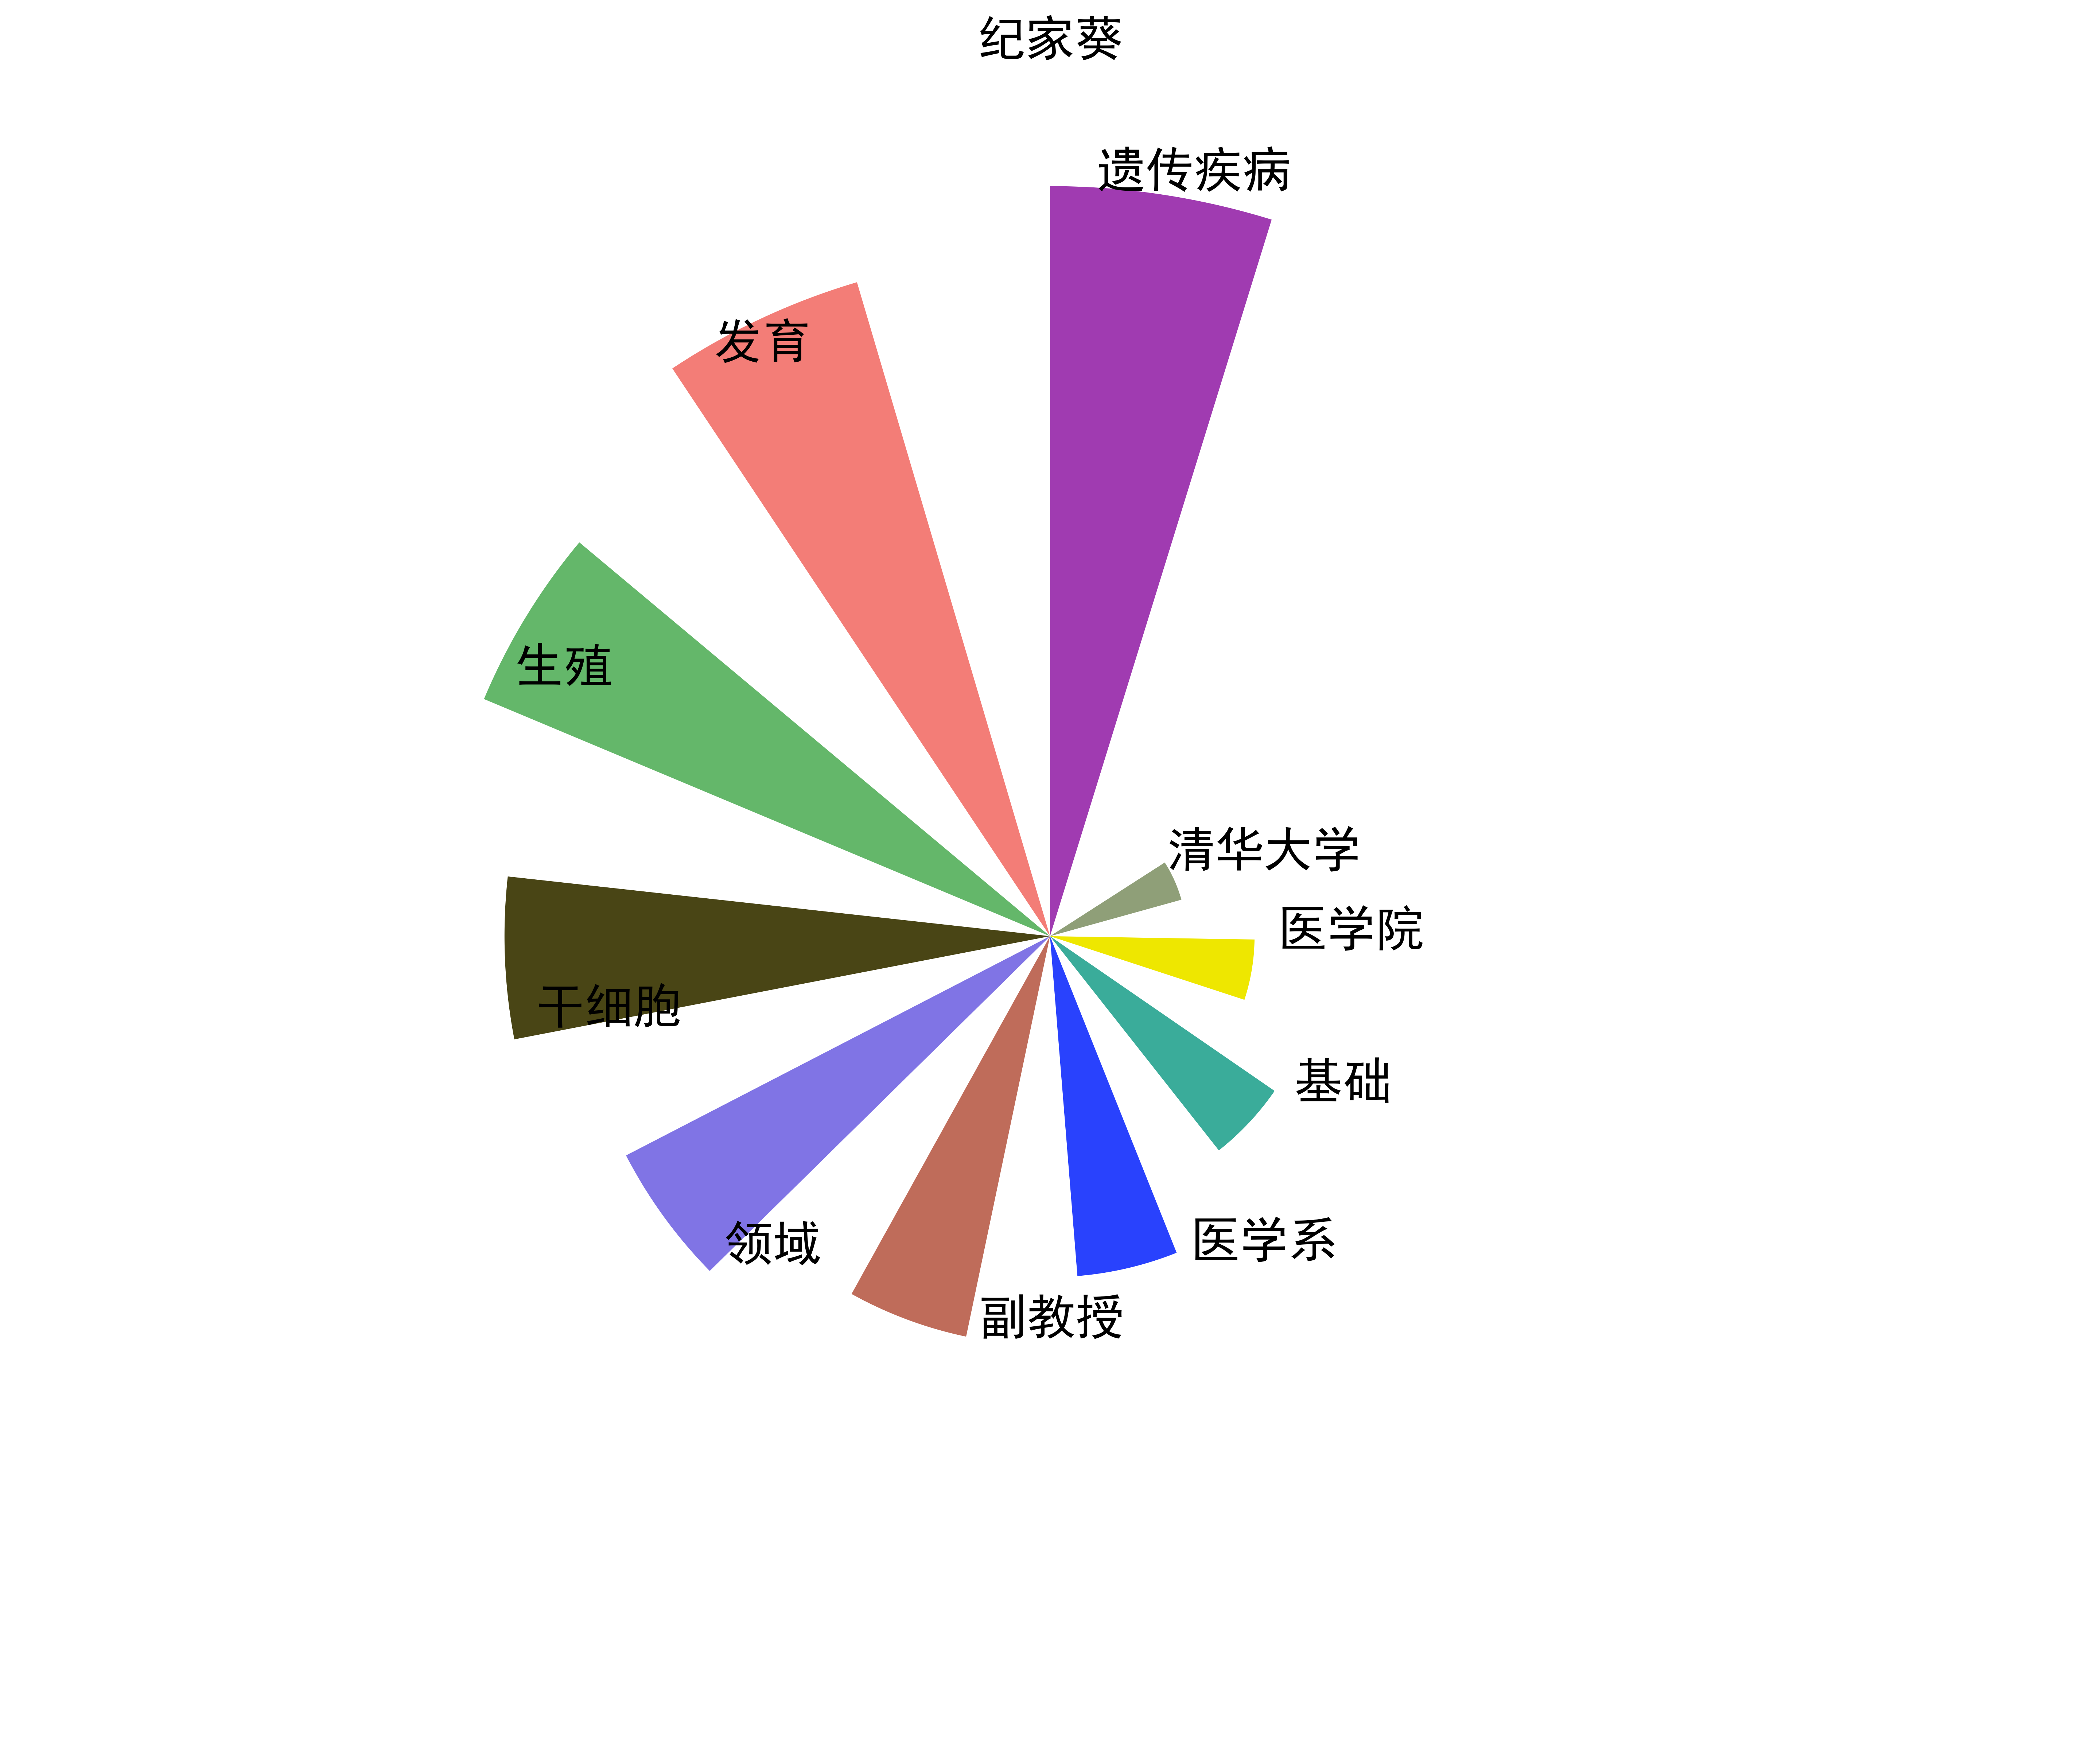 纪家葵
遗传疾病
发育
生殖
清华大学
医学院
干细胞
基础
领域
医学系
副教授